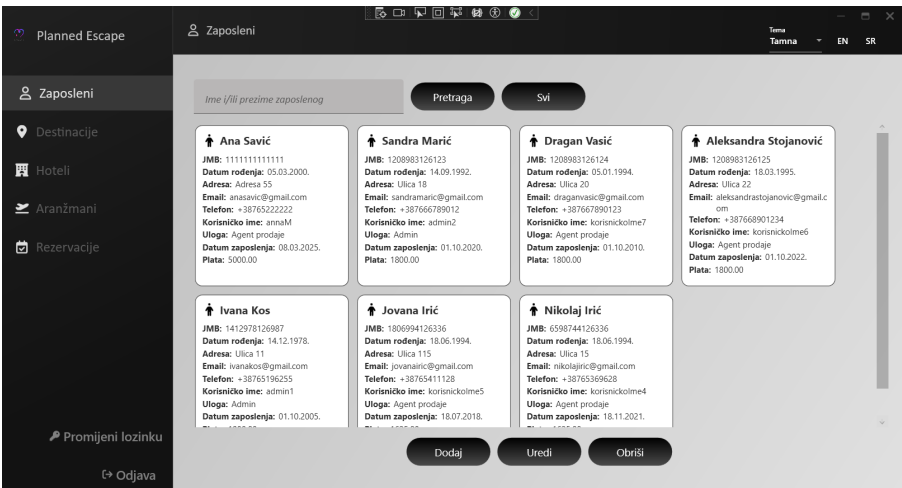 Planned Escape
Zaposleni
Tema
Tamna
EN
SR
Zaposleni
Destinacije
Hoteli
Aranžmani
Rezervacije
Promijeni lozinku
Odjava
Ime i/ili prezime zaposlenog
Pretraga
Svi
Ana Savić
JMB: 1111111111111
Datum rođenja: 05.03.2000.
Adresa: Adresa 55
Email: anasavic@gmail.com
Telefon: +38765222222
Korisničko ime: annaM
Uloga: Agent prodaje
Datum zaposlenja: 08.03.2025.
Plata: 5000.00
Sandra Marić
JMB: 1208983126123
Datum rođenja: 14.09.1992.
Adresa: Ulica 18
Email: sandramaric@gmail.com
Telefon: +387666789012
Korisničko ime: admin2
Uloga: Admin
Datum zaposlenja: 01.10.2020.
Plata: 1800.00
Dragan Vasić
JMB: 1208983126124
Datum rođenja: 05.01.1994.
Adresa: Ulica 20
Email: draganvasic@gmail.com
Telefon: +387667890123
Korisničko ime: korisnickoIme7
Uloga: Agent prodaje
Datum zaposlenja: 01.10.2010.
Plata: 1800.00
Aleksandra Stojanović
JMB: 1208983126125
Datum rođenja: 18.03.1995.
Adresa: Ulica 22
Email: aleksandrastojanovic@gmail.c
om
Telefon: +387668901234
Korisničko ime: korisnickoIme6
Uloga: Agent prodaje
Datum zaposlenja: 01.10.2022.
Plata: 1800.00
Ivana Kos
JMB: 1412978126987
Datum rođenja: 14.12.1978.
Adresa: Ulica 11
Email: ivanakos@gmail.com
Telefon: +38765196255
Korisničko ime: admin1
Uloga: Admin
Datum zaposlenja: 01.10.2005.
Jovana Irić
JMB: 1806994126336
Datum rođenja: 18.06.1994.
Adresa: Ulica 115
Email: jovanairic@gmail.com
Telefon: +38765411128
Korisničko ime: korisnickoIme5
Uloga: Agent prodaje
Datum zaposlenja: 18.07.2018.
Nikolaj Irić
JMB: 6598744126336
Datum rođenja: 18.06.1994.
Adresa: Ulica 15
Email: nikolajiric@gmail.com
Telefon: +38765369628
Korisničko ime: korisnickoIme4
Uloga: Agent prodaje
Datum zaposlenja: 18.11.2021.
Dodaj
Uredi
Obriši